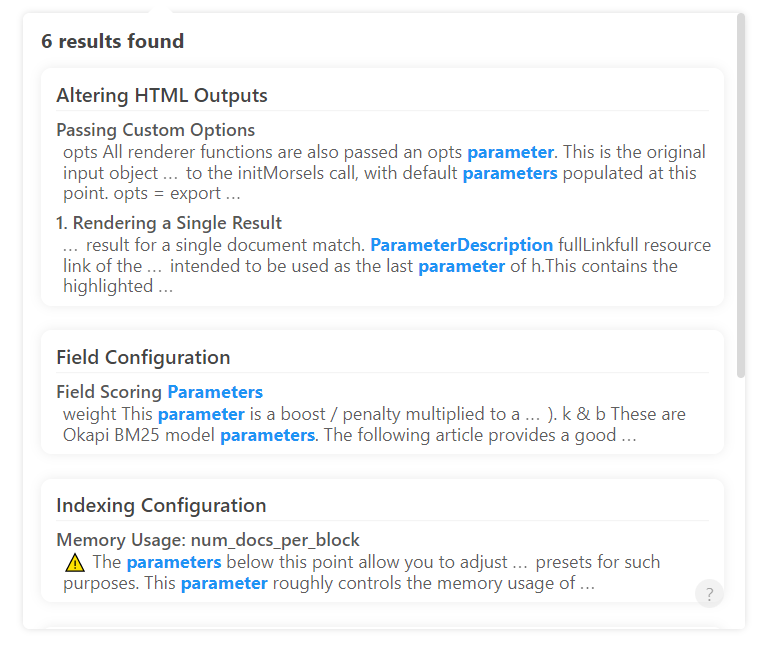 6 results found
Altering HTML Outputs
Passing Custom Options
opts All renderer functions are also passed an opts parameter. This is the original
input object ... to the initMorsels call, with default parameters populated at this
point. opts = export ...
1. Rendering a Single Result
... result for a single document match. ParameterDescription fullLinkfull resource
link of the ... intended to be used as the last parameter of h.This contains the
highlighted ...
Field Configuration
Field Scoring Parameters
weight This parameter is a boost / penalty multiplied to a ... ). k & b These are
Okapi BM25 model parameters. The following article provides a good ...
Indexing Configuration
Memory Usage: num_docs_per_block
⚠️ The parameters below this point allow you to adjust ... presets for such
purposes. This parameter roughly controls the memory usage of ...
?